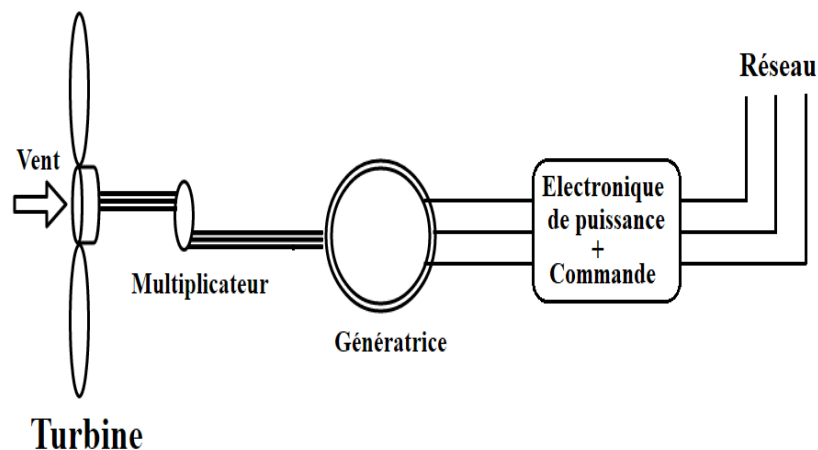 Réseau
Vent
Electronique
de puissance
+
Commande
Multiplicateur
Génératrice
Turbine